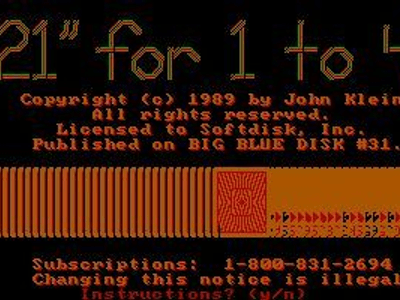 21" for 1 to 4
Copyright (c) 1989 by John Klein
All rights reserved.
Licensed to Softdisk, Inc.
Published on BIG BLUE DISK #31.
Subscriptions: 1-800-831-2694
Changing this notice is illegal
Instructions? (y/n)